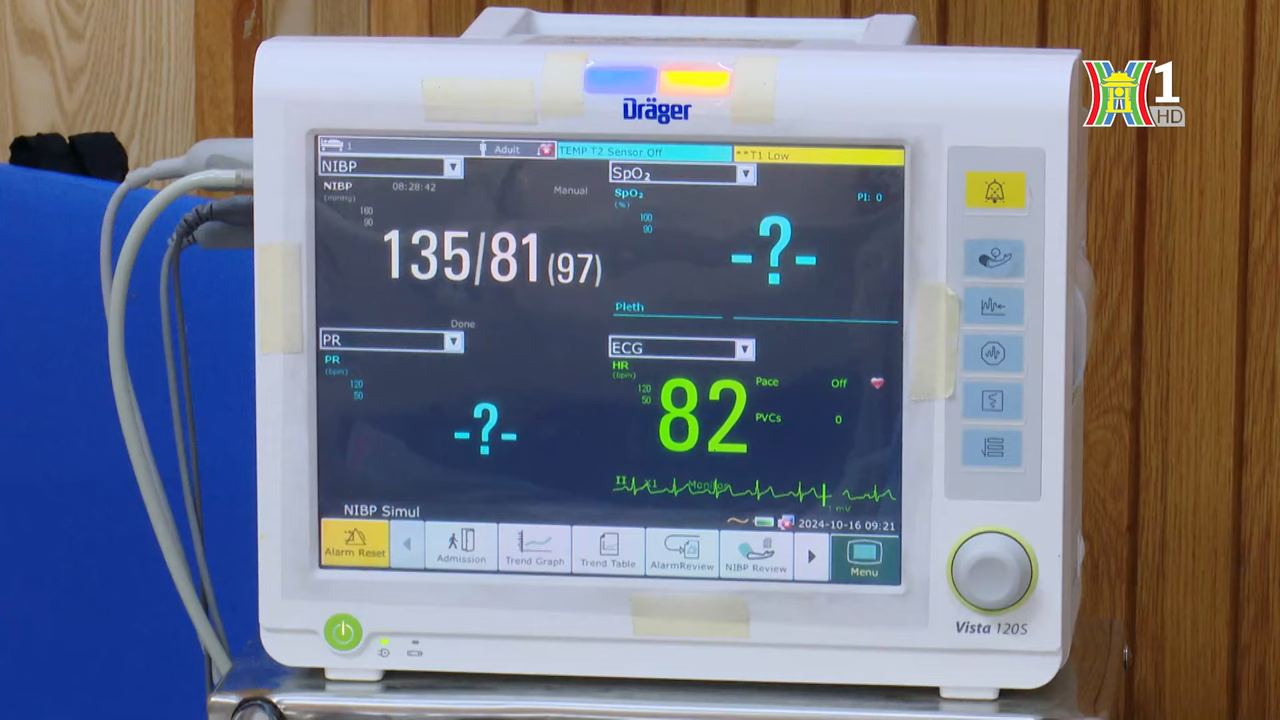 1
HD
Dräger
1 Adult TEMP T2 Sensor Off **T1 Low
NIBP
NIBP 08:28:42 Manual
(mmHg)
160
90
135/81(97)
Done
SpO₂
SpO₂ PI: 0
(%)
100
90
-?-
Pleth
PR
PR
(bpm)
120
50
-?-
ECG
HR
(bpm)
120
50
82
Pace Off
PVCs 0
II X1 Monitor
1 mV
NIBP Simul
2024-10-16 09:21
Alarm Reset
Admission
Trend Graph
Trend Table
AlarmReview
NIBP Review
Menu
Vista 120S